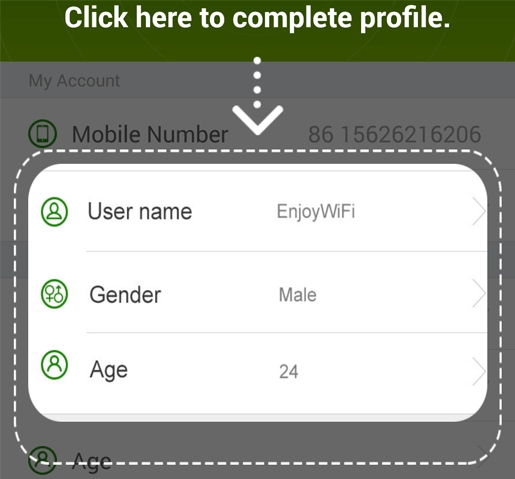 Click here to complete profile.
My Account
Mobile Number 86 15626216206
User name EnjoyWiFi
Gender Male
Age 24
Age